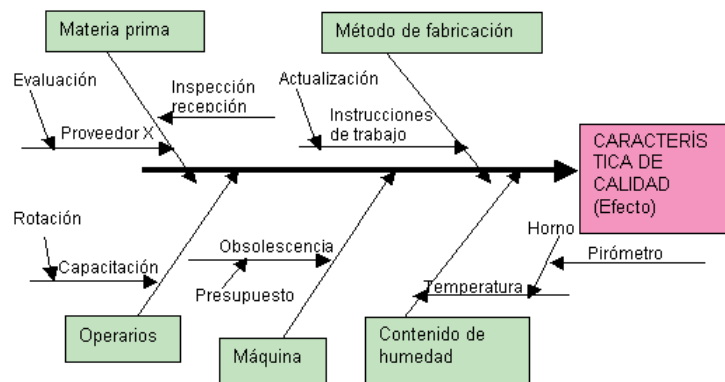 Materia prima
Método de fabricación
Evaluación
Inspección
recepción
Actualización
Proveedor X
Instrucciones
de trabajo
CARACTERÍS
TICA DE
CALIDAD
(Efecto)
Rotación
Capacitación
Obsolescencia
Presupuesto
Horno
Pirómetro
Temperatura
Operarios
Máquina
Contenido de
humedad